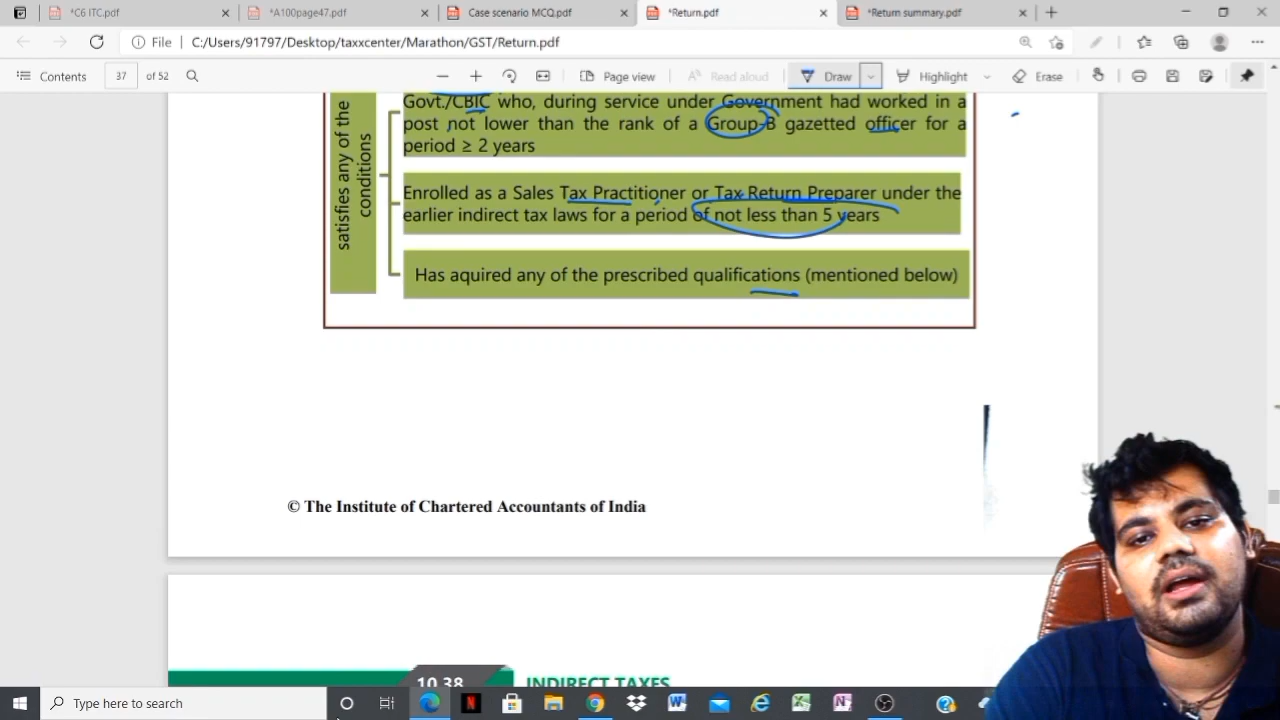 *C6 ITC.pdf
*A100page47.pdf
Case scenario MCQ.pdf
*Return.pdf
*Return summary.pdf
File
C:/Users/91797/Desktop/taxxcenter/Marathon/GST/Return.pdf
Contents
37
of 52
Page view
Read aloud
Draw
Highlight
Erase
satisfies any of the
conditions
Govt./CBIC who, during service under Government had worked in a
post not lower than the rank of a Group-B gazetted officer for a
period ≥ 2 years
Enrolled as a Sales Tax Practitioner or Tax Return Preparer under the
earlier indirect tax laws for a period of not less than 5 years
Has aquired any of the prescribed qualifications (mentioned below)
© The Institute of Chartered Accountants of India
10.38
INDIRECT TAXES
Type here to search